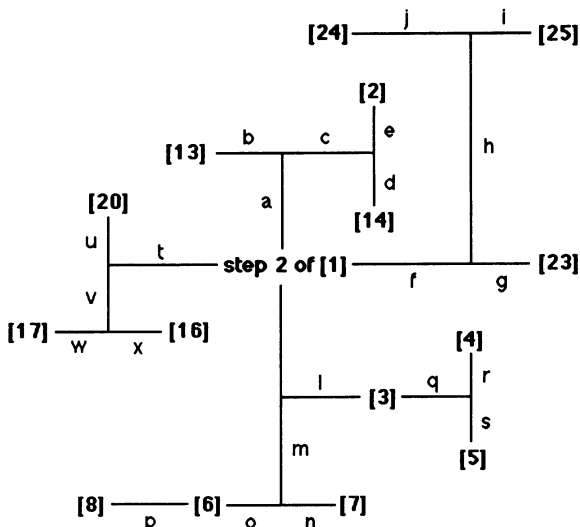 [24] j i [25]
[2]
b c e
[13] h
d
a
[20] [14]
u t
step 2 of [1] [23]
f g
v
[17] [16]
w x [4]
l q r
[3]
s
m [5]
[8] [6] [7]
p o n